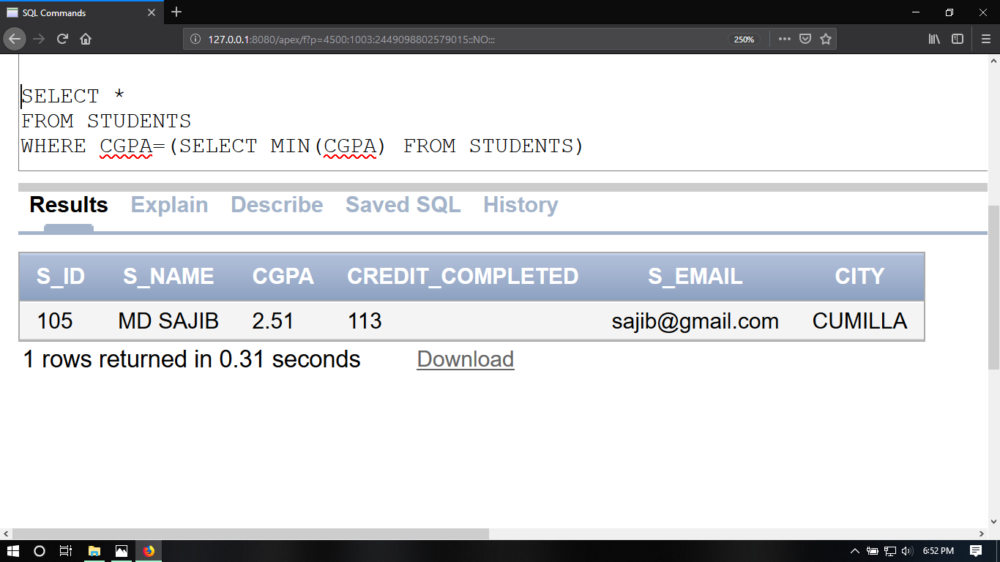 SQL Commands
127.0.0.1:8080/apex/f?p=4500:1003:2449098802579015::NO::: 250%
SELECT *
FROM STUDENTS
WHERE CGPA=(SELECT MIN(CGPA) FROM STUDENTS)
Results Explain Describe Saved SQL History
S_ID S_NAME CGPA CREDIT_COMPLETED S_EMAIL CITY
105 MD SAJIB 2.51 113 sajib@gmail.com CUMILLA
1 rows returned in 0.31 seconds Download
6:52 PM